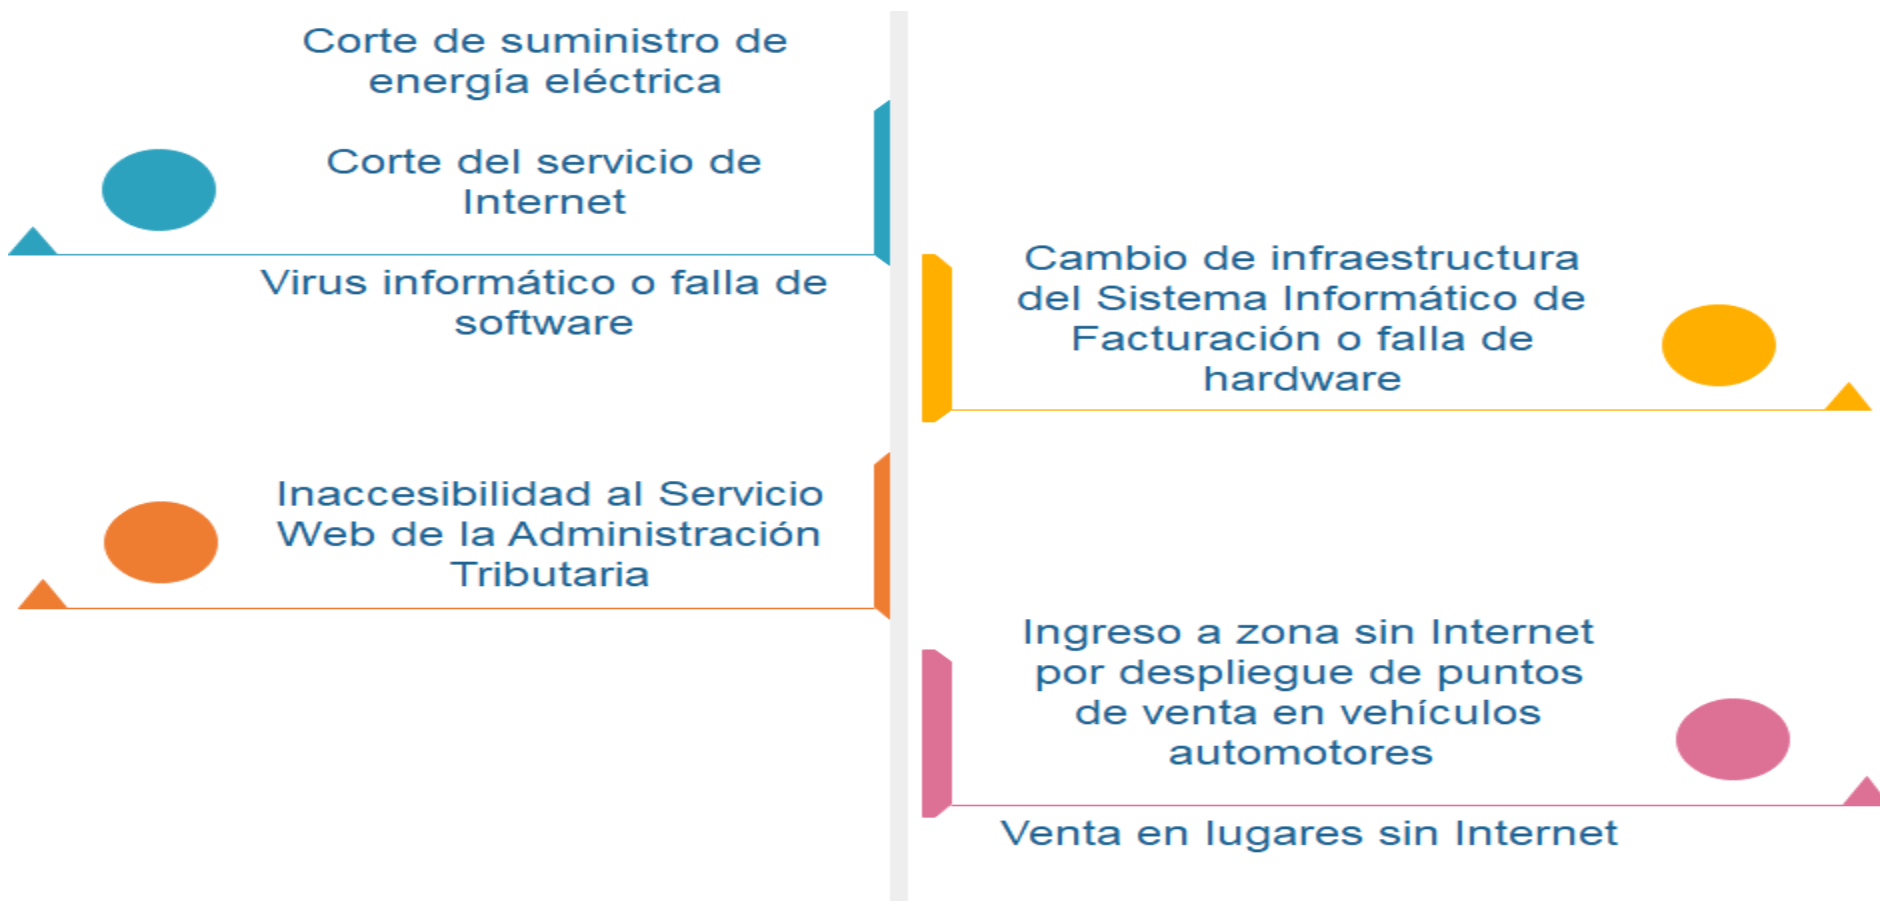 Corte de suministro de
energía eléctrica
Corte del servicio de
Internet
Virus informático o falla de
software
Cambio de infraestructura
del Sistema Informático de
Facturación o falla de
hardware
Inaccesibilidad al Servicio
Web de la Administración
Tributaria
Ingreso a zona sin Internet
por despliegue de puntos
de venta en vehículos
automotores
Venta en lugares sin Internet